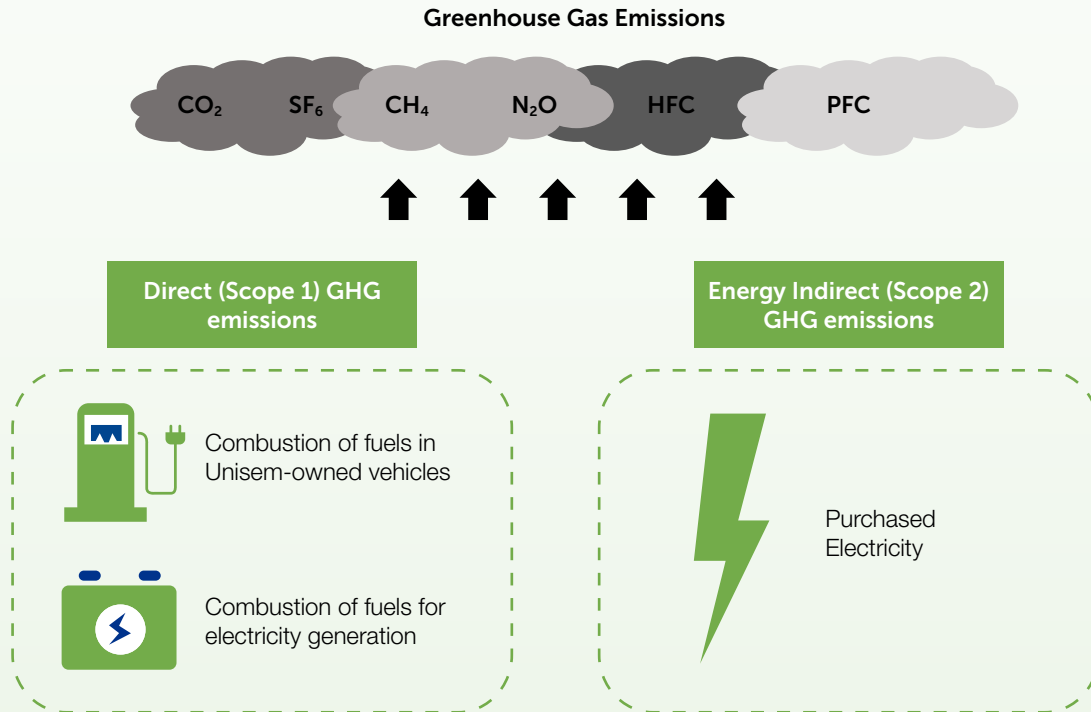 Greenhouse Gas Emissions
CO₂ SF₆ CH₄ N₂O HFC PFC
Direct (Scope 1) GHG
emissions
Energy Indirect (Scope 2)
GHG emissions
Combustion of fuels in
Unisem-owned vehicles
Combustion of fuels for
electricity generation
Purchased
Electricity